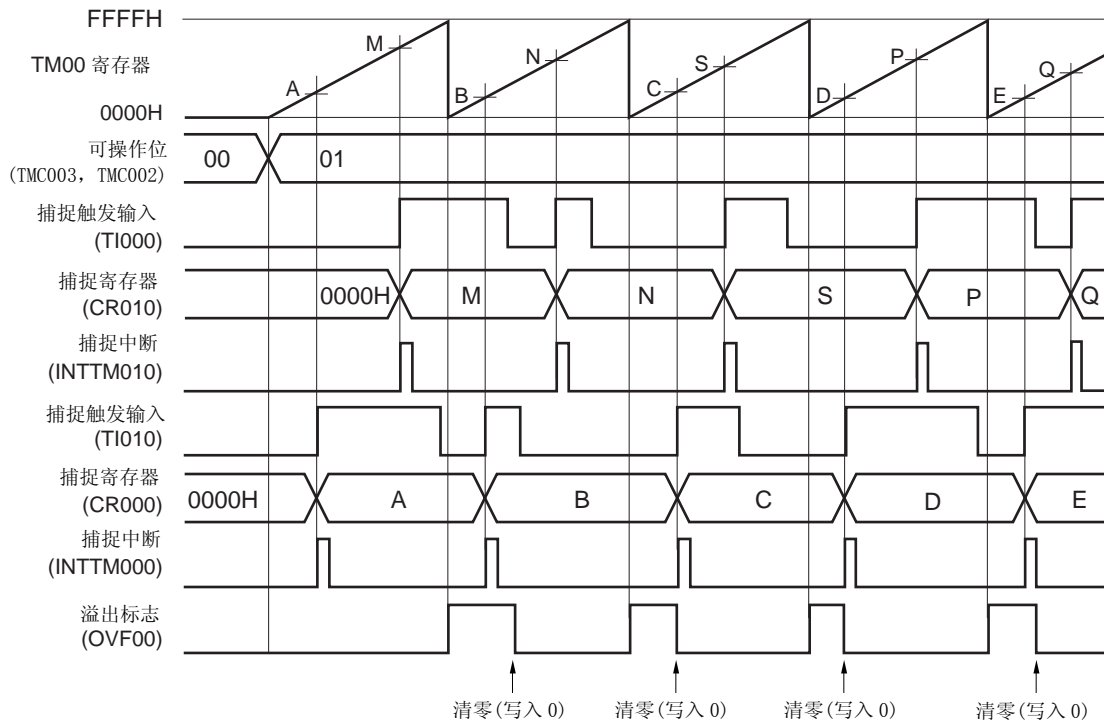 FFFFH
M
N
S
P
Q
TM00 寄存器
A
B
C
D
E
0000H
可操作位
(TMC003, TMC002)
00
01
捕捉触发输入
(TI000)
捕捉寄存器
(CR010)
0000H
M
N
S
P
Q
捕捉中断
(INTTM010)
捕捉触发输入
(TI010)
捕捉寄存器
(CR000)
0000H
A
B
C
D
E
捕捉中断
(INTTM000)
溢出标志
(OVF00)
清零(写入 0)
清零(写入 0)
清零(写入 0)
清零(写入 0)